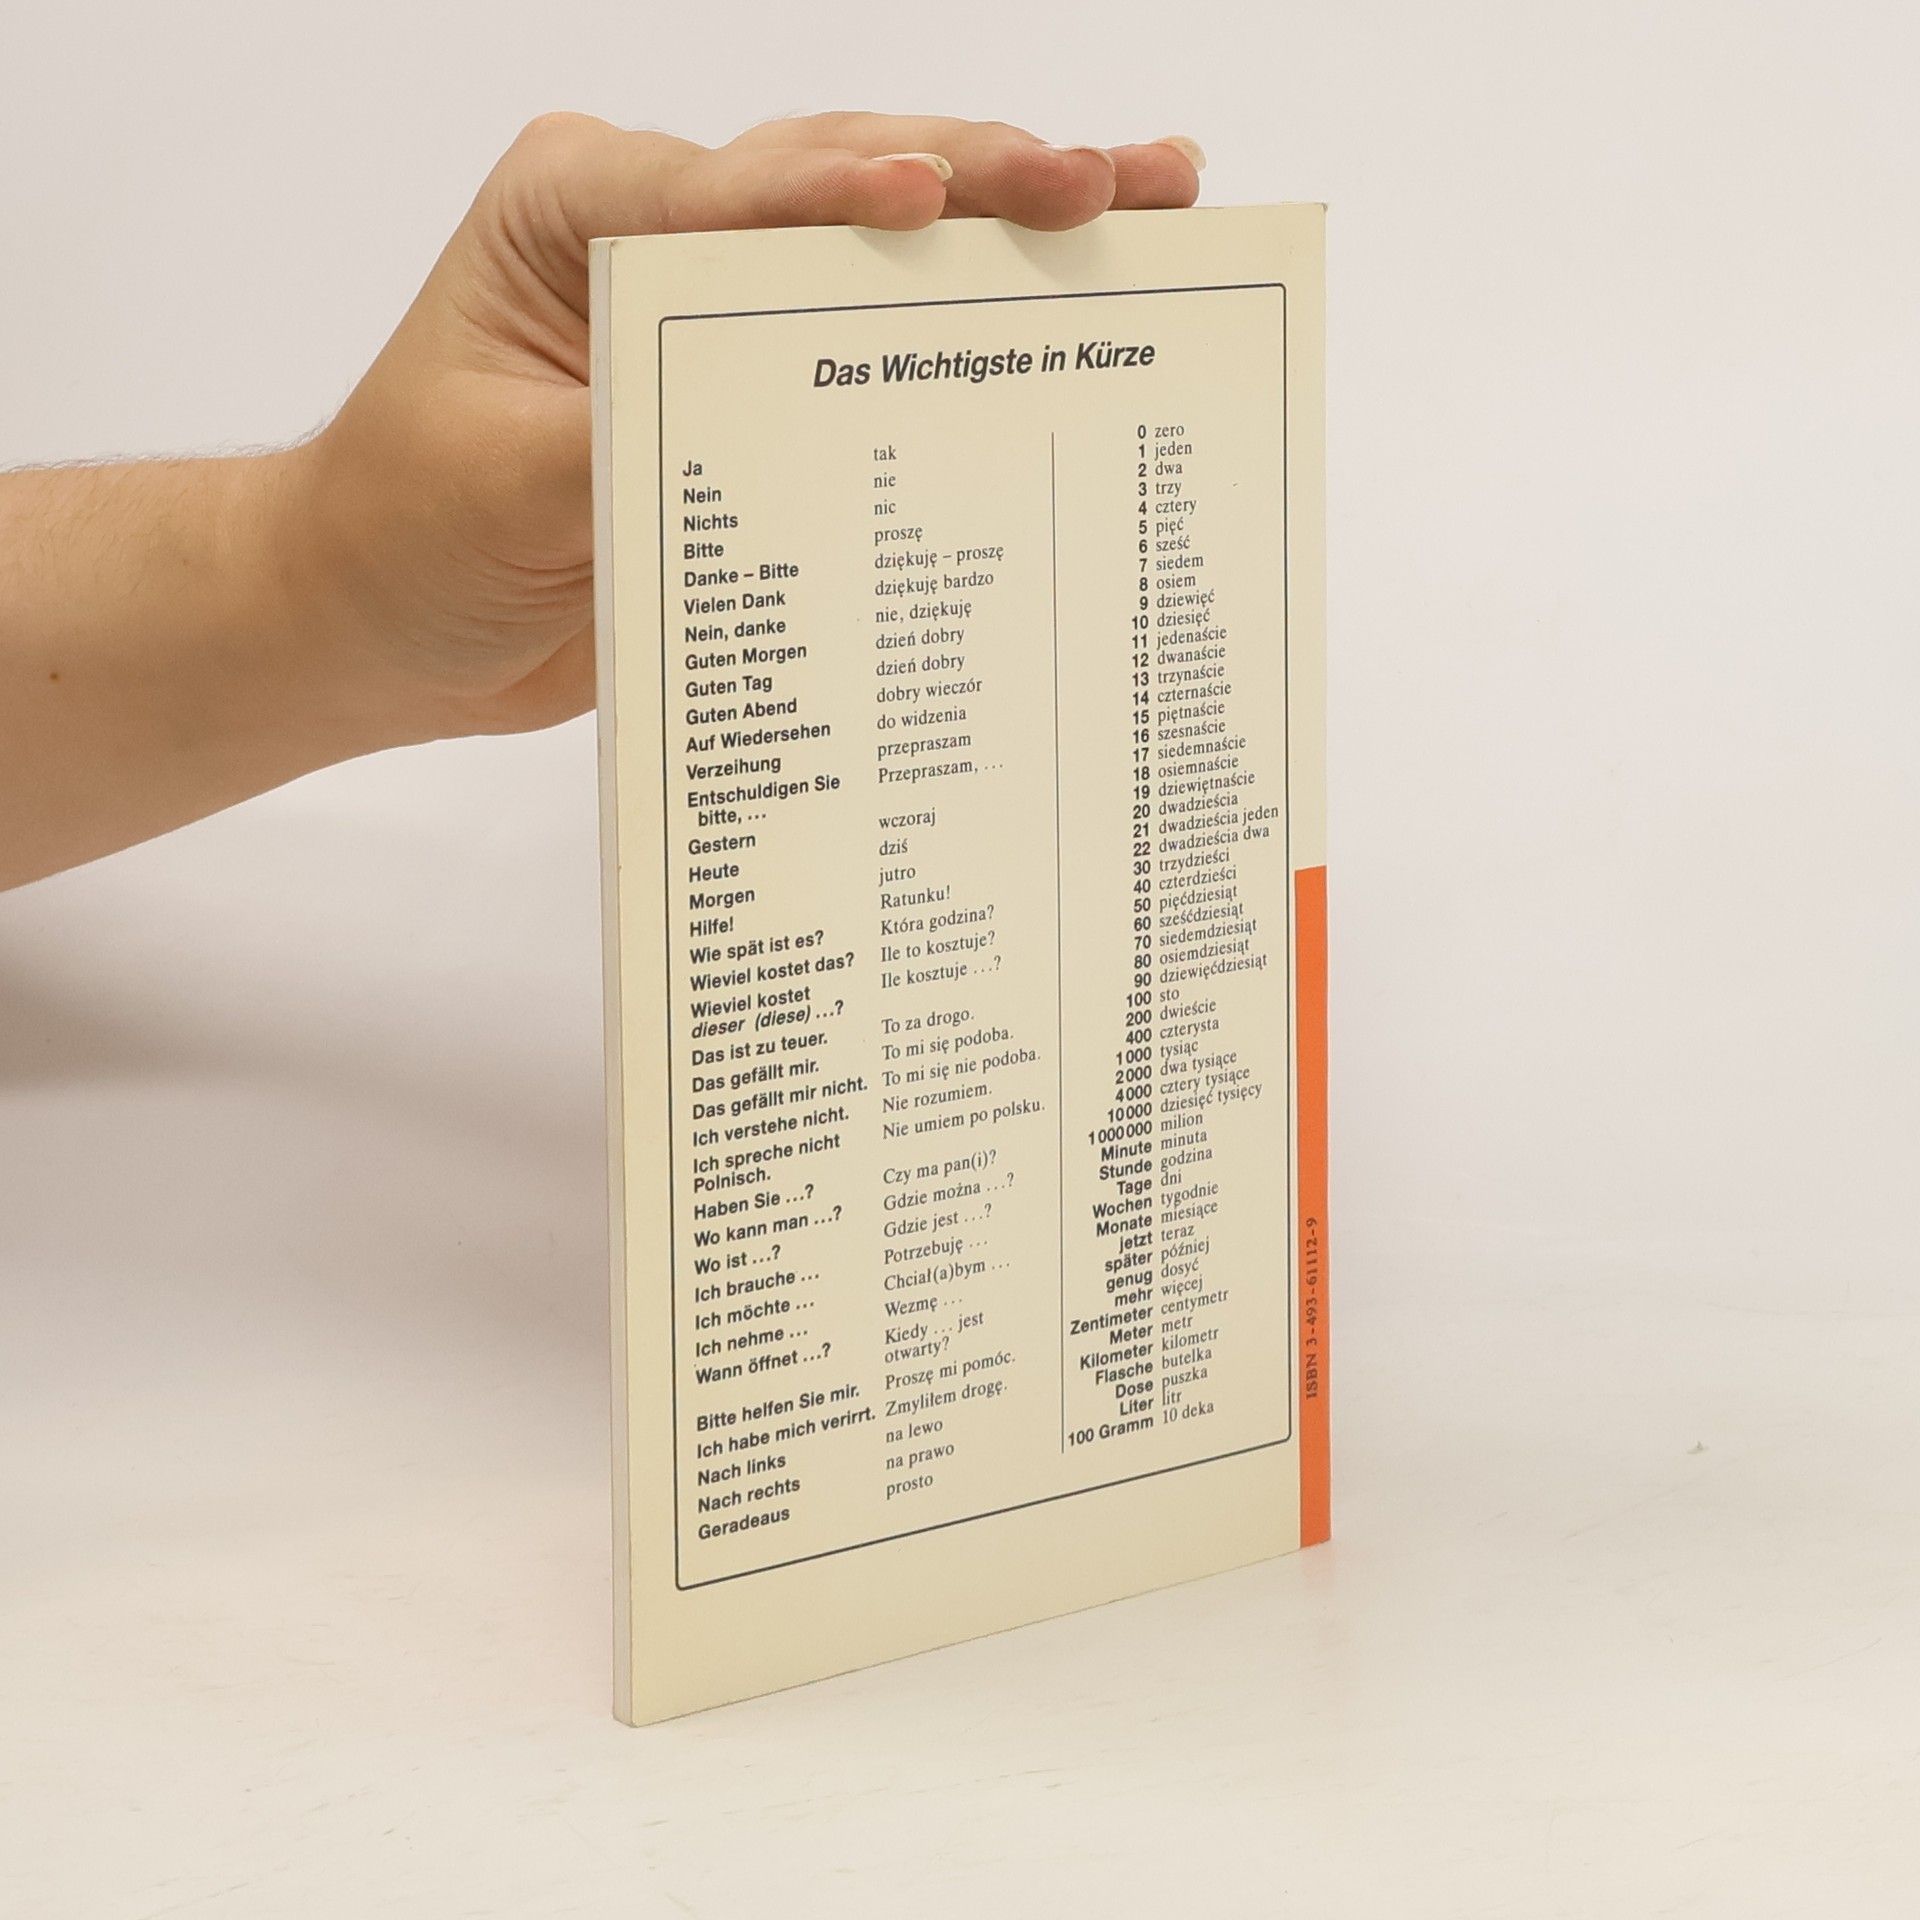 Das Wichtigste in Kürze
Ja tak
Nein nie
Nichts nic
Bitte proszę
Danke – Bitte dziękuję – proszę
Vielen Dank dziękuję bardzo
Nein, danke nie, dziękuję
Guten Morgen dzień dobry
Guten Tag dzień dobry
Guten Abend dobry wieczór
Auf Wiedersehen do widzenia
Verzeihung przepraszam
Entschuldigen Sie Przepraszam, ...
bitte, ...
Gestern wczoraj
Heute dziś
Morgen jutro
Hilfe! Ratunku!
Wie spät ist es? Która godzina?
Wieviel kostet das? Ile to kosztuje?
Wieviel kostet Ile kosztuje ...?
dieser (diese) ...?
Das ist zu teuer. To za drogo.
Das gefällt mir. To mi się podoba.
Das gefällt mir nicht. To mi się nie podoba.
Ich verstehe nicht. Nie rozumiem.
Ich spreche nicht Nie umiem po polsku.
Polnisch.
Haben Sie ...? Czy ma pan(i)?
Wo kann man ...? Gdzie można ...?
Wo ist ...? Gdzie jest ...?
Ich brauche ... Potrzebuję ...
Ich möchte ... Chciał(a)bym ...
Ich nehme ... Wezmę ...
Wann öffnet ...? Kiedy ... jest
otwarty?
Bitte helfen Sie mir. Proszę mi pomóc.
Ich habe mich verirrt. Zmyliłem drogę.
Nach links na lewo
Nach rechts na prawo
Geradeaus prosto
0 zero
1 jeden
2 dwa
3 trzy
4 cztery
5 pięć
6 sześć
7 siedem
8 osiem
9 dziewięć
10 dziesięć
11 jedenaście
12 dwanaście
13 trzynaście
14 czternaście
15 piętnaście
16 szesnaście
17 siedemnaście
18 osiemnaście
19 dziewiętnaście
20 dwadzieścia
21 dwadzieścia jeden
22 dwadzieścia dwa
30 trzydzieści
40 czterdzieści
50 pięćdziesiąt
60 sześćdziesiąt
70 siedemdziesiąt
80 osiemdziesiąt
90 dziewięćdziesiąt
100 sto
200 dwieście
400 czterysta
1000 tysiąc
2000 dwa tysiące
4000 cztery tysiące
10000 dziesięć tysięcy
1000000 milion
Minute minuta
Stunde godzina
Tage dni
Wochen tygodnie
Monate miesiące
jetzt teraz
später później
genug dosyć
mehr więcej
Zentimeter centymetr
Meter metr
Kilometer kilometr
Flasche butelka
Dose puszka
Liter litr
100 Gramm 10 deka
ISBN 3-493-61112-9